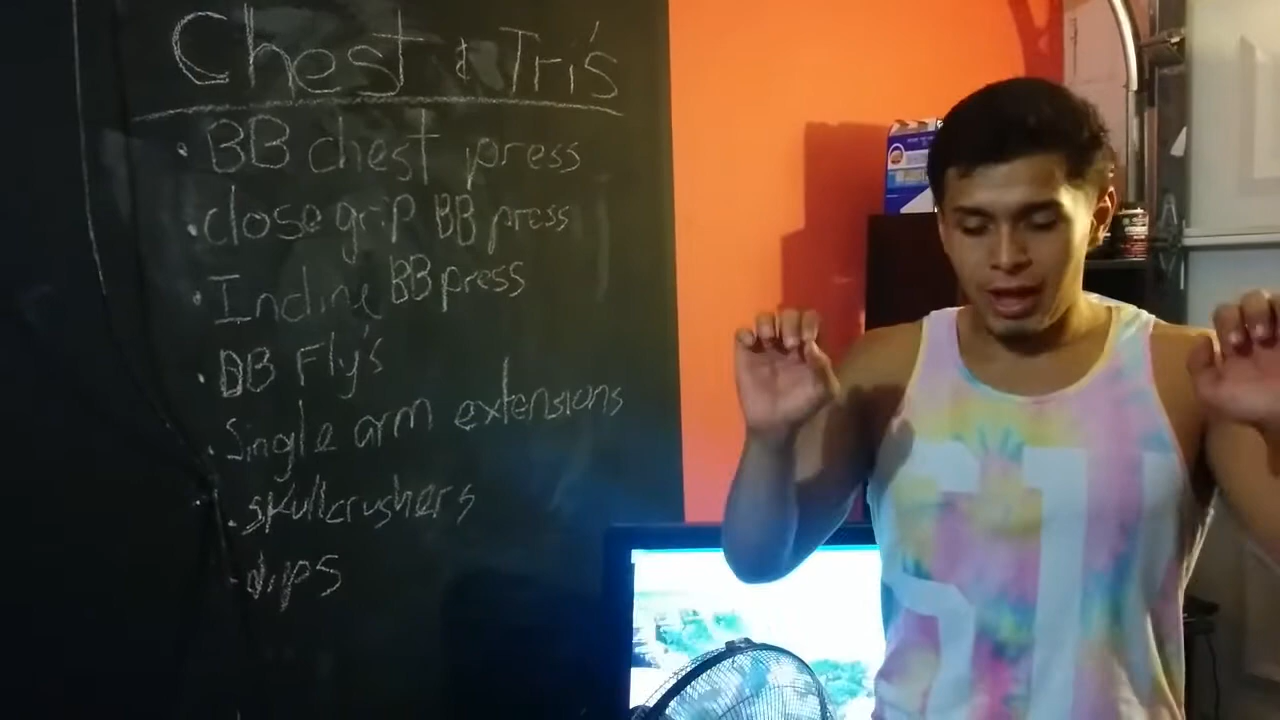 Chest & Tri's
• BB chest press
• close grip BB press
• Incline BB press
• DB Fly's
• Single arm extensions
• skullcrushers
• dips